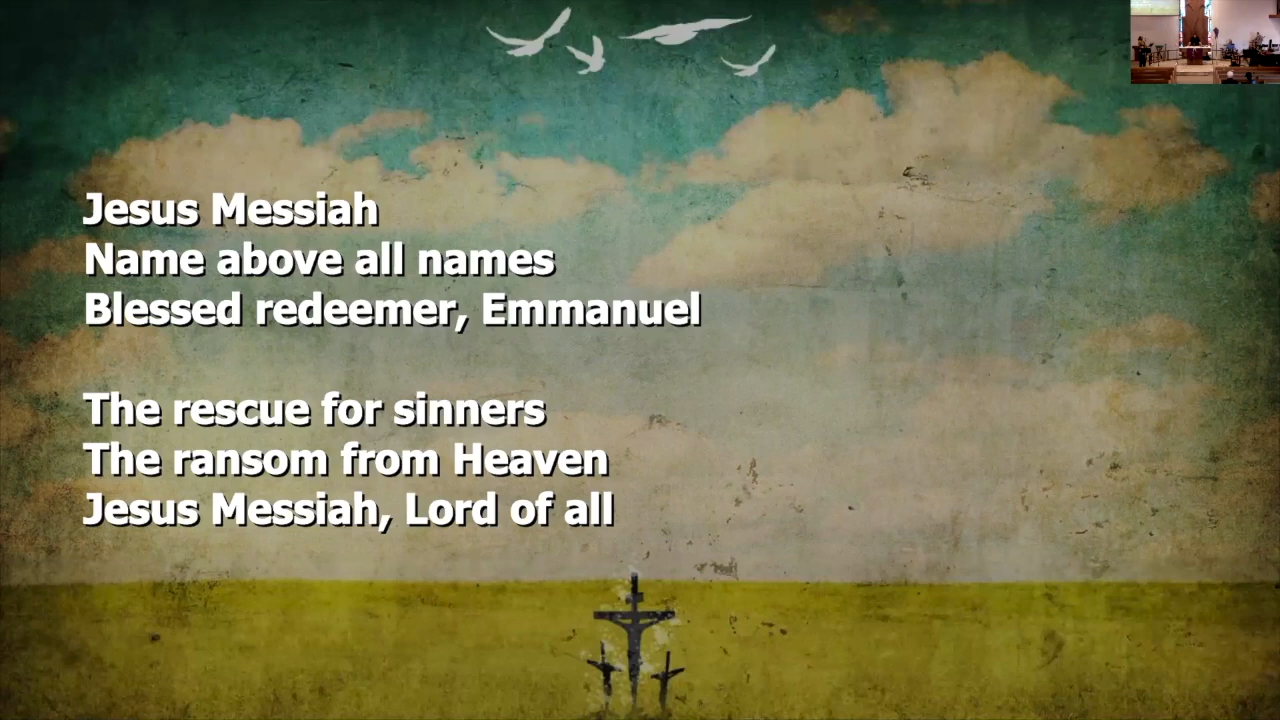 Jesus Messiah
Name above all names
Blessed redeemer, Emmanuel
The rescue for sinners
The ransom from Heaven
Jesus Messiah, Lord of all